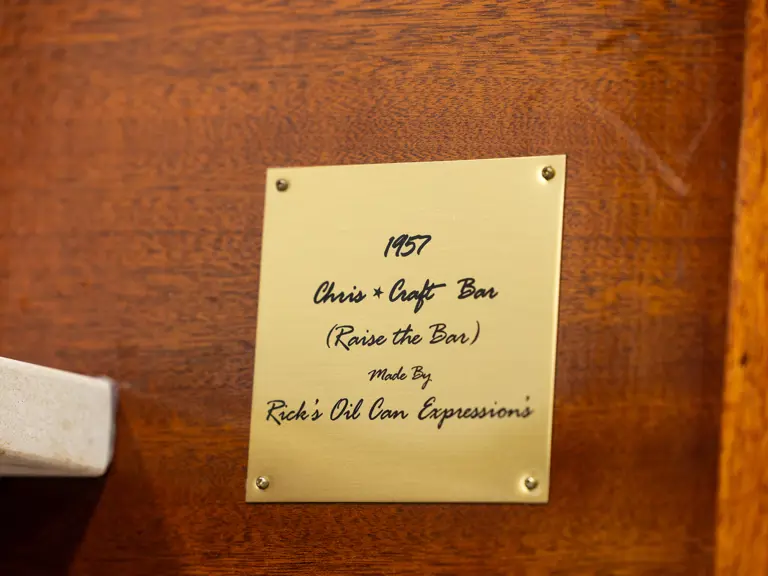 1957
Chris ★ Craft Bar
(Raise the Bar)
Made By
Rick's Oil Can Expression's